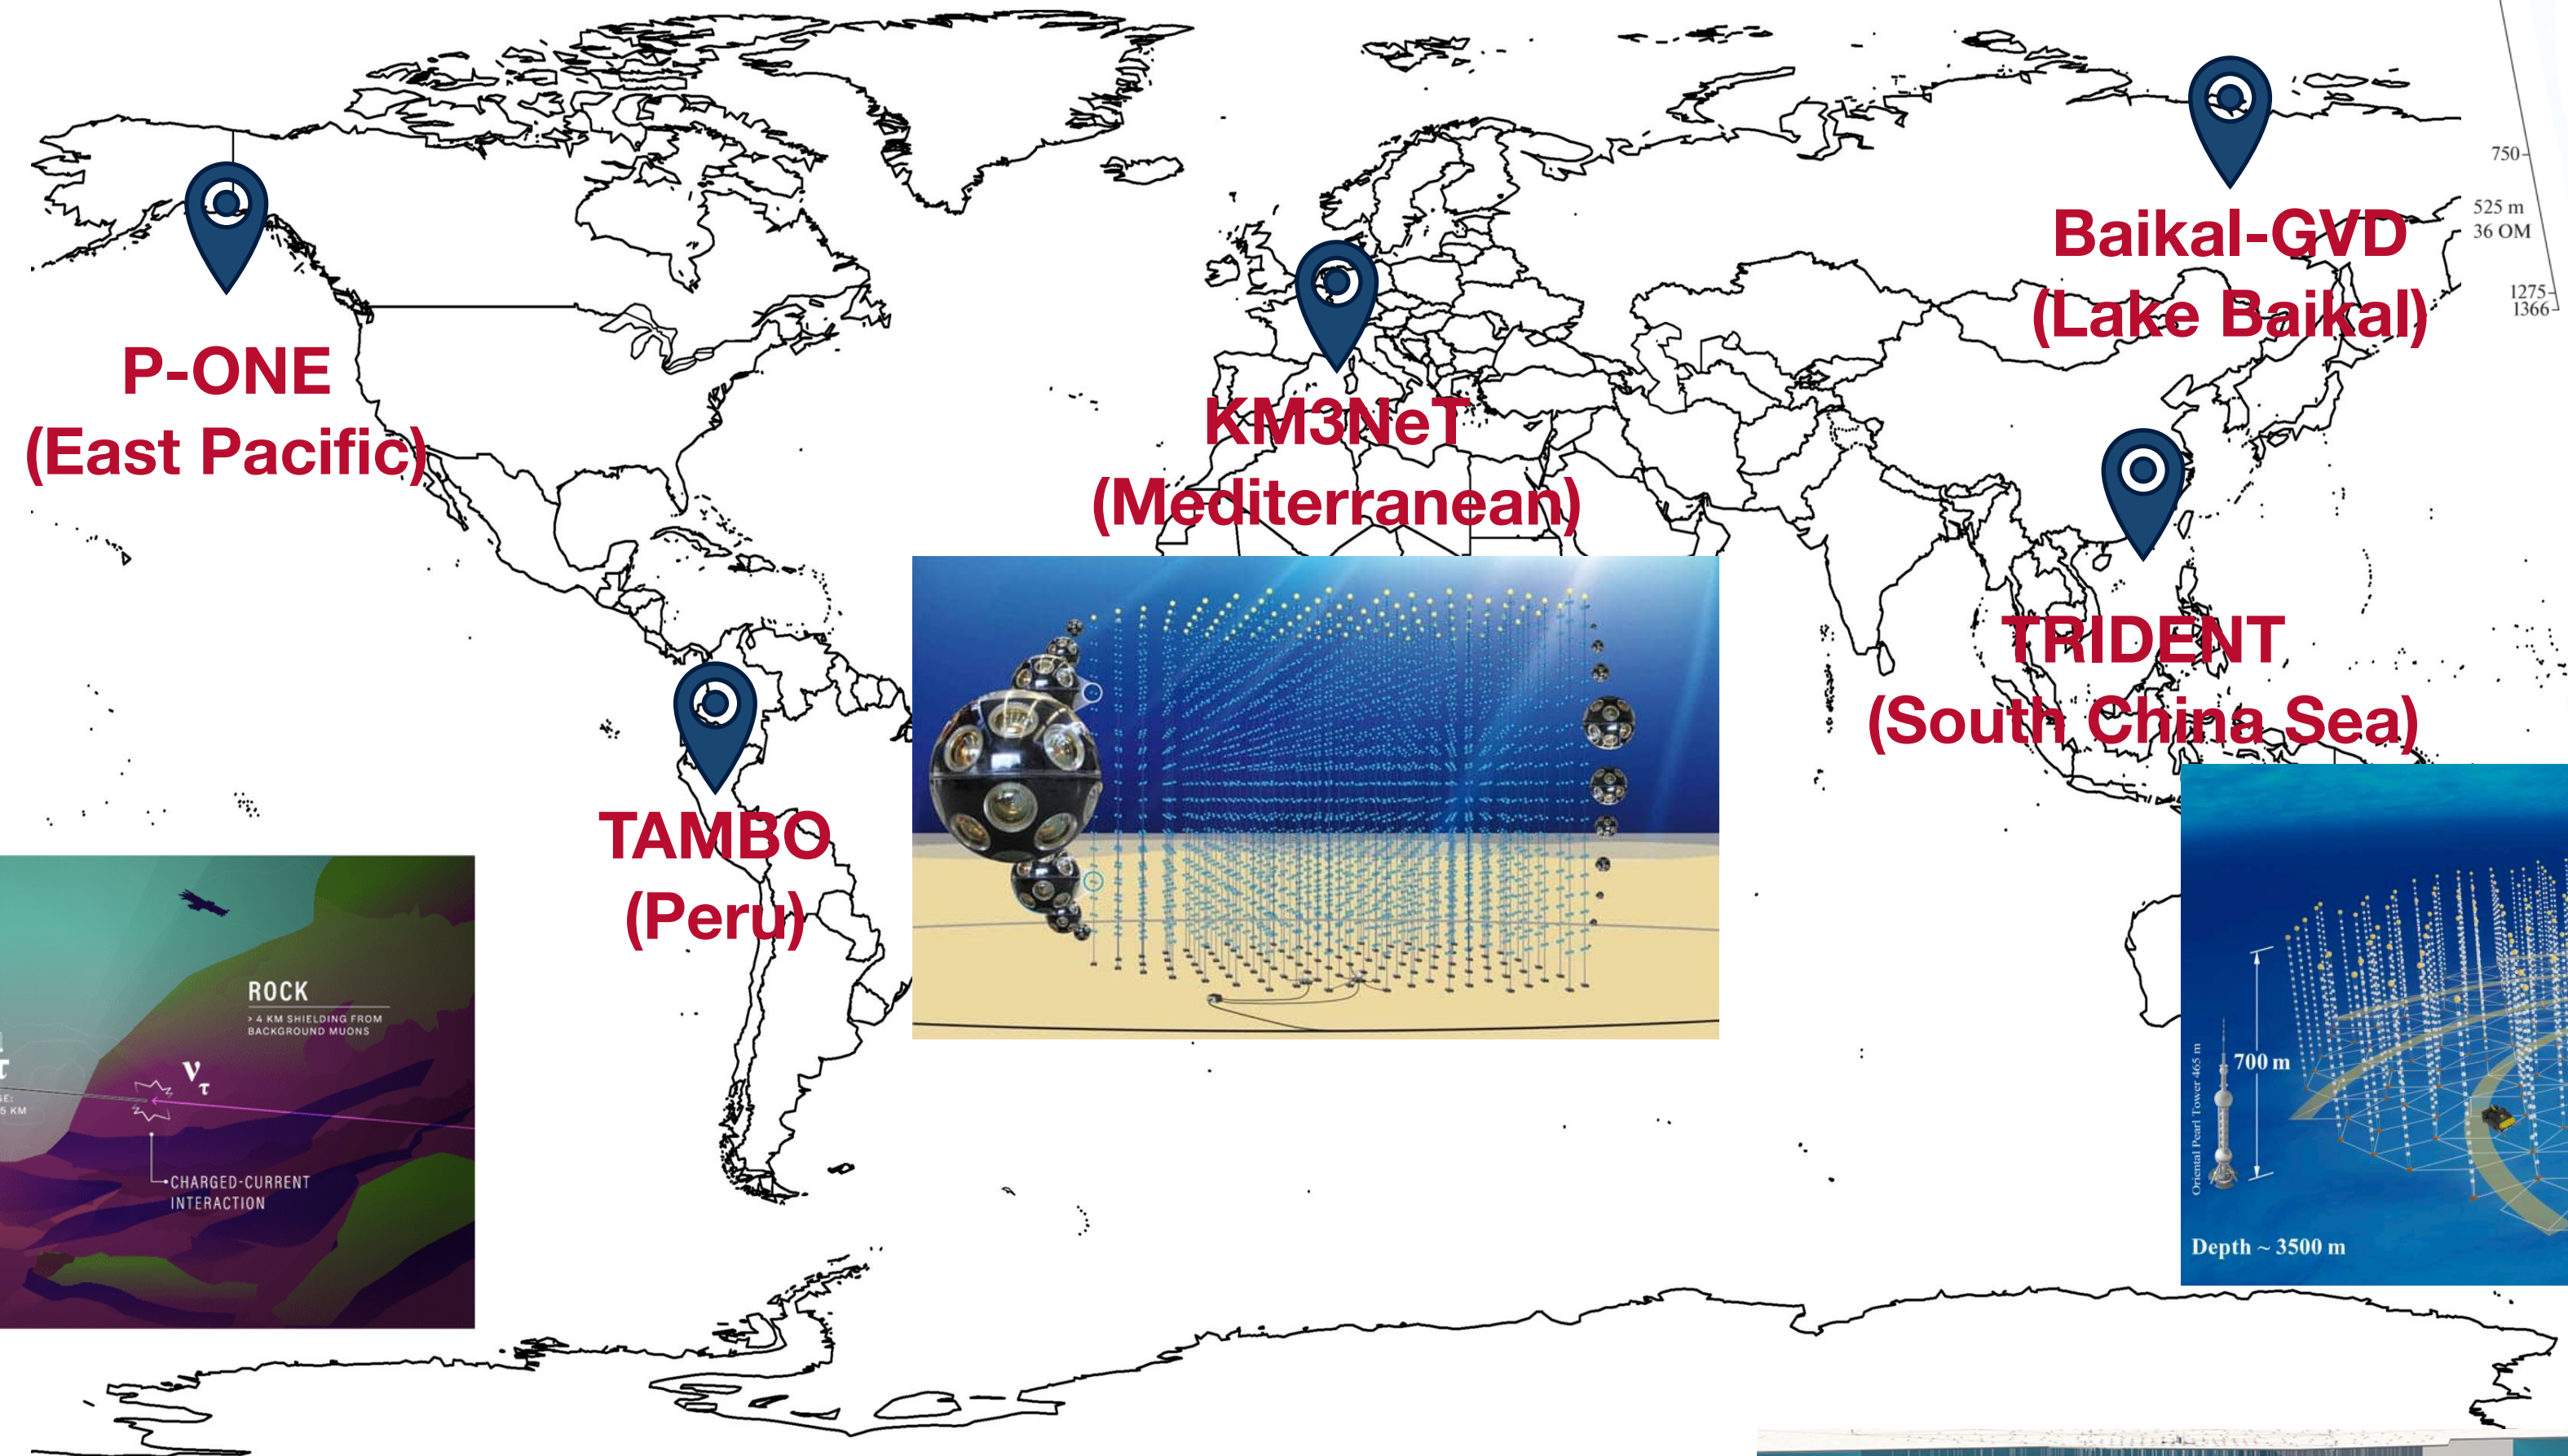 750
525 m
36 OM
1275
1366
Baikal-GVD
(Lake Baikal)
P-ONE
(East Pacific)
KM3NeT
(Mediterranean)
TRIDENT
(South China Sea)
TAMBO
(Peru)
ROCK
> 4 KM SHIELDING FROM
BACKGROUND MUONS
ντ
5 KM
CHARGED-CURRENT
INTERACTION
Oriental Pearl Tower 465 m
700 m
Depth ~ 3500 m